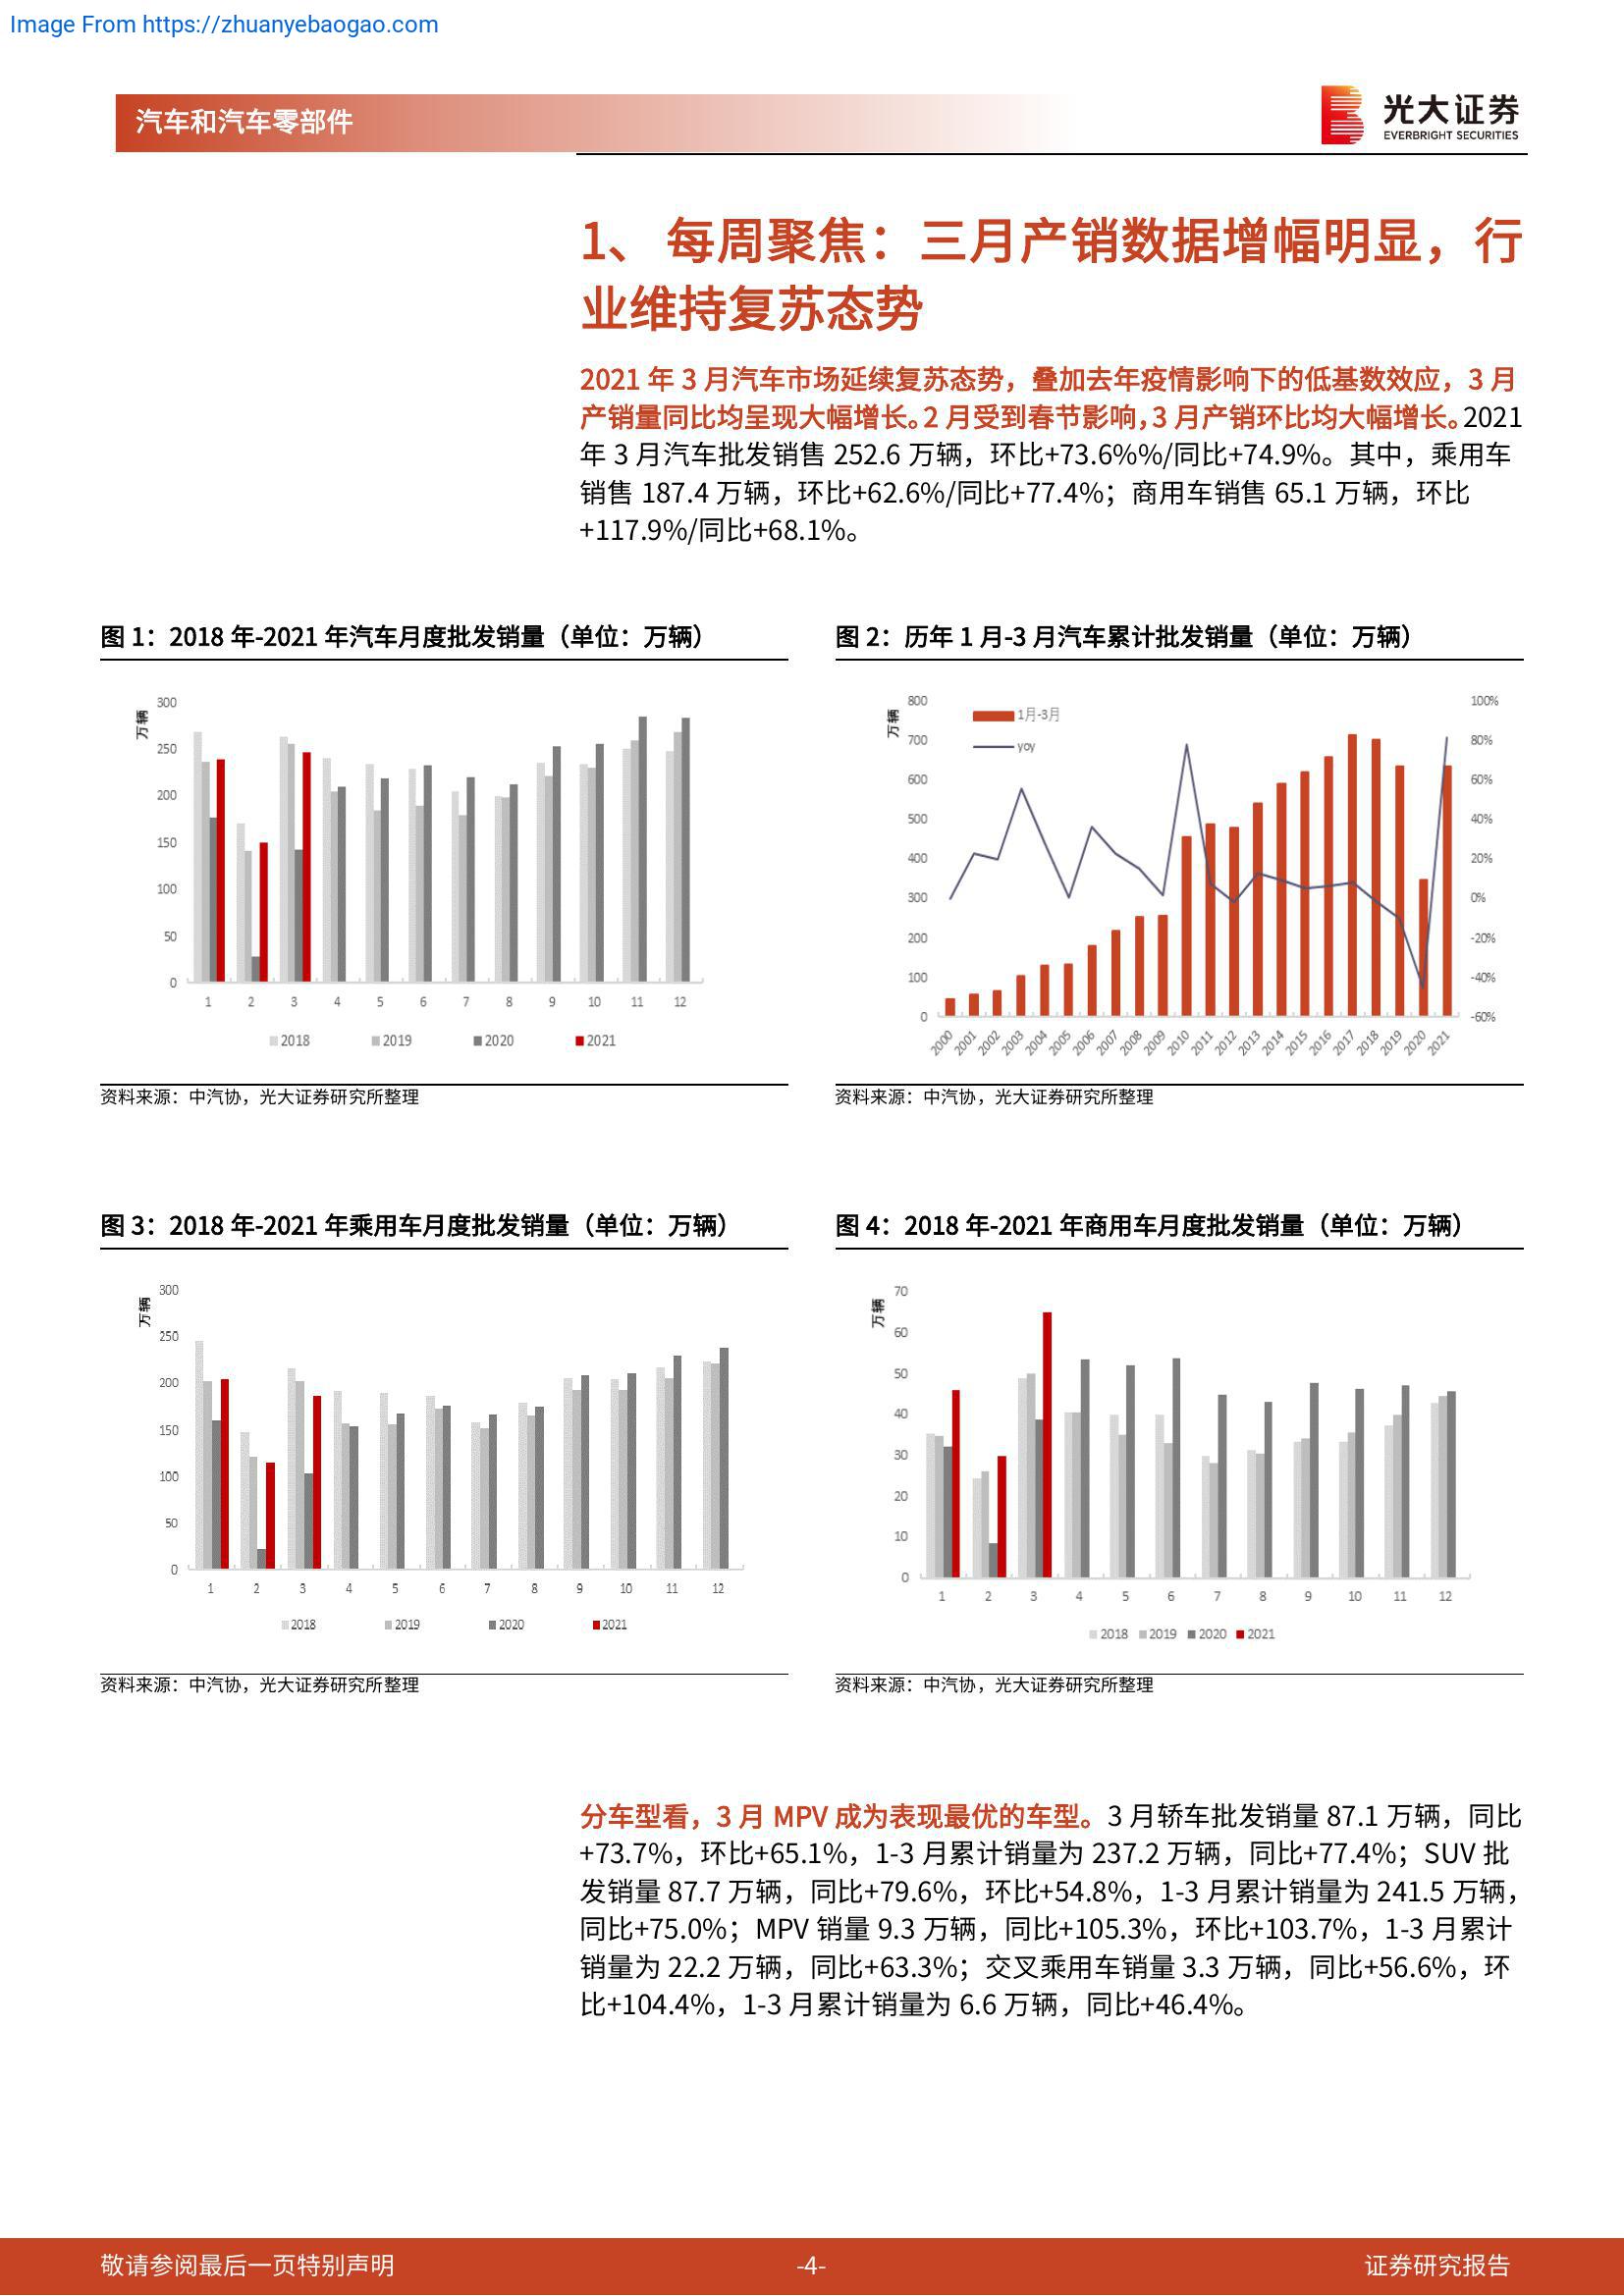 Image From https://zhuanyebaogao.com
汽车和汽车零部件
光大证券
EVERBRIGHT SECURITIES
1、 每周聚焦：三月产销数据增幅明显，行
业维持复苏态势
2021 年 3 月汽车市场延续复苏态势，叠加去年疫情影响下的低基数效应，3 月
产销量同比均呈现大幅增长。2 月受到春节影响，3 月产销环比均大幅增长。2021
年 3 月汽车批发销售 252.6 万辆，环比+73.6%%/同比+74.9%。其中，乘用车
销售 187.4 万辆，环比+62.6%/同比+77.4%；商用车销售 65.1 万辆，环比
+117.9%/同比+68.1%。
图 1：2018 年-2021 年汽车月度批发销量（单位：万辆）
万辆
300
250
200
150
100
50
0
1 2 3 4 5 6 7 8 9 10 11 12
2018 2019 2020 2021
资料来源：中汽协，光大证券研究所整理
图 2：历年 1 月-3 月汽车累计批发销量（单位：万辆）
万辆
1月-3月
yoy
800 100%
700 80%
600 60%
500 40%
400 20%
300 0%
200 -20%
100 -40%
0 -60%
2000 2001 2002 2003 2004 2005 2006 2007 2008 2009 2010 2011 2012 2013 2014 2015 2016 2017 2018 2019 2020 2021
资料来源：中汽协，光大证券研究所整理
图 3：2018 年-2021 年乘用车月度批发销量（单位：万辆）
万辆
300
250
200
150
100
50
0
1 2 3 4 5 6 7 8 9 10 11 12
2018 2019 2020 2021
资料来源：中汽协，光大证券研究所整理
图 4：2018 年-2021 年商用车月度批发销量（单位：万辆）
万辆
70
60
50
40
30
20
10
0
1 2 3 4 5 6 7 8 9 10 11 12
2018 2019 2020 2021
资料来源：中汽协，光大证券研究所整理
分车型看，3 月 MPV 成为表现最优的车型。3 月轿车批发销量 87.1 万辆，同比
+73.7%，环比+65.1%，1-3 月累计销量为 237.2 万辆，同比+77.4%；SUV 批
发销量 87.7 万辆，同比+79.6%，环比+54.8%，1-3 月累计销量为 241.5 万辆，
同比+75.0%；MPV 销量 9.3 万辆，同比+105.3%，环比+103.7%，1-3 月累计
销量为 22.2 万辆，同比+63.3%；交叉乘用车销量 3.3 万辆，同比+56.6%，环
比+104.4%，1-3 月累计销量为 6.6 万辆，同比+46.4%。
敬请参阅最后一页特别声明
-4-
证券研究报告